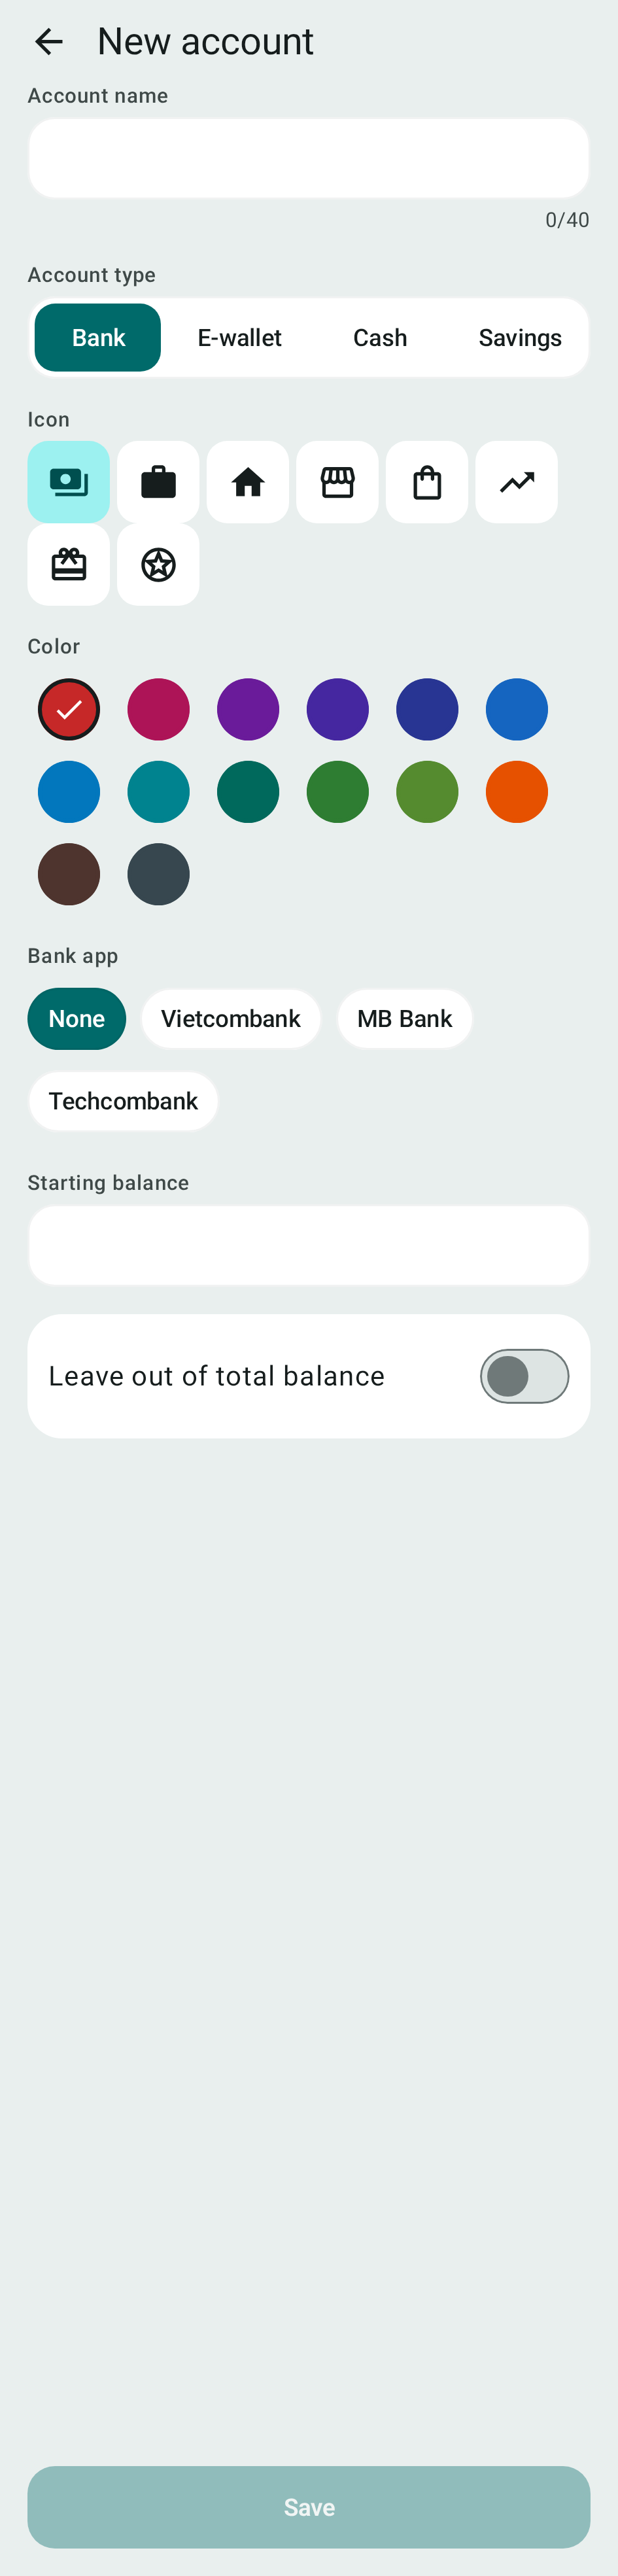 New account
Account name
0/40
Account type
Bank E-wallet Cash Savings
Icon
Color
Bank app
None Vietcombank MB Bank
Techcombank
Starting balance
Leave out of total balance
Save